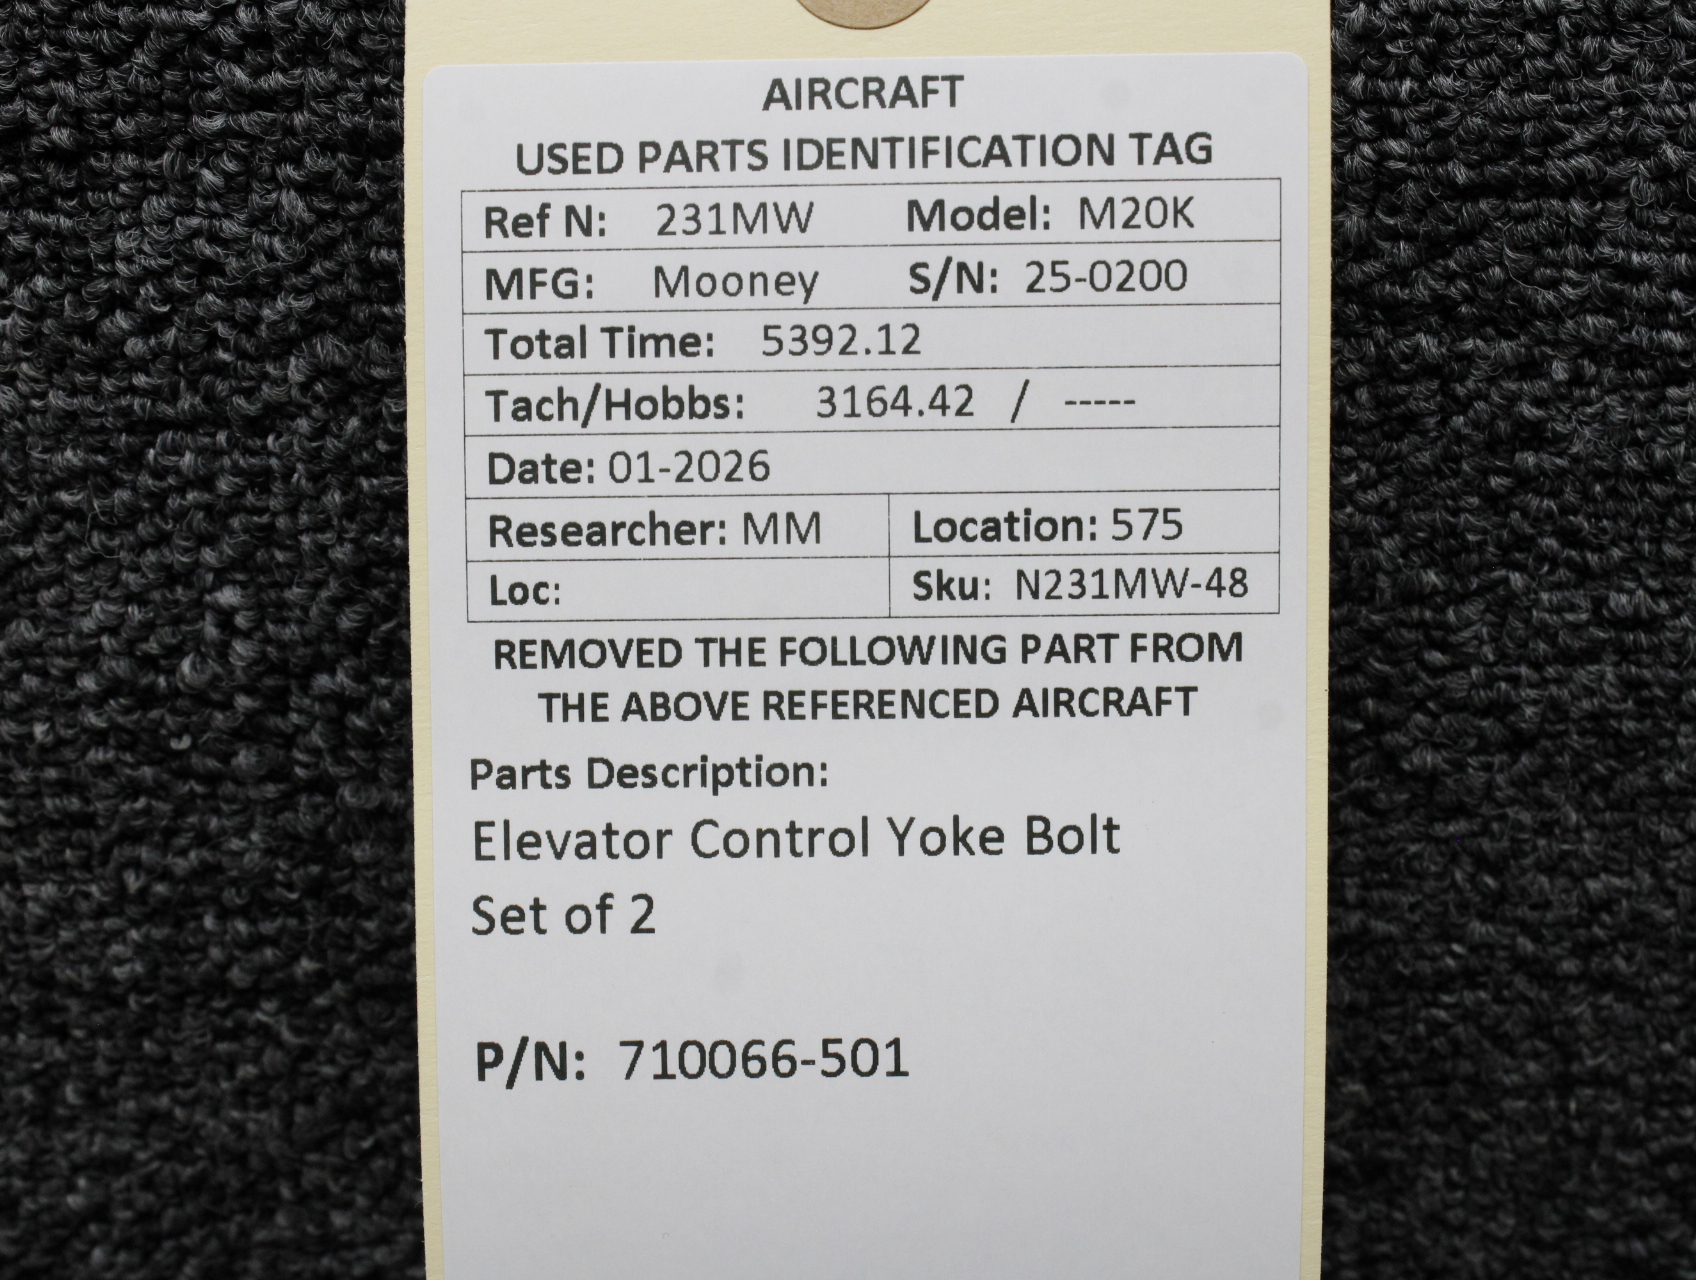 AIRCRAFT
USED PARTS IDENTIFICATION TAG
Ref N: 231MW Model: M20K
MFG: Mooney S/N: 25-0200
Total Time: 5392.12
Tach/Hobbs: 3164.42 / -----
Date: 01-2026
Researcher: MM Location: 575
Loc: Sku: N231MW-48
REMOVED THE FOLLOWING PART FROM
THE ABOVE REFERENCED AIRCRAFT
Parts Description:
Elevator Control Yoke Bolt
Set of 2
P/N: 710066-501